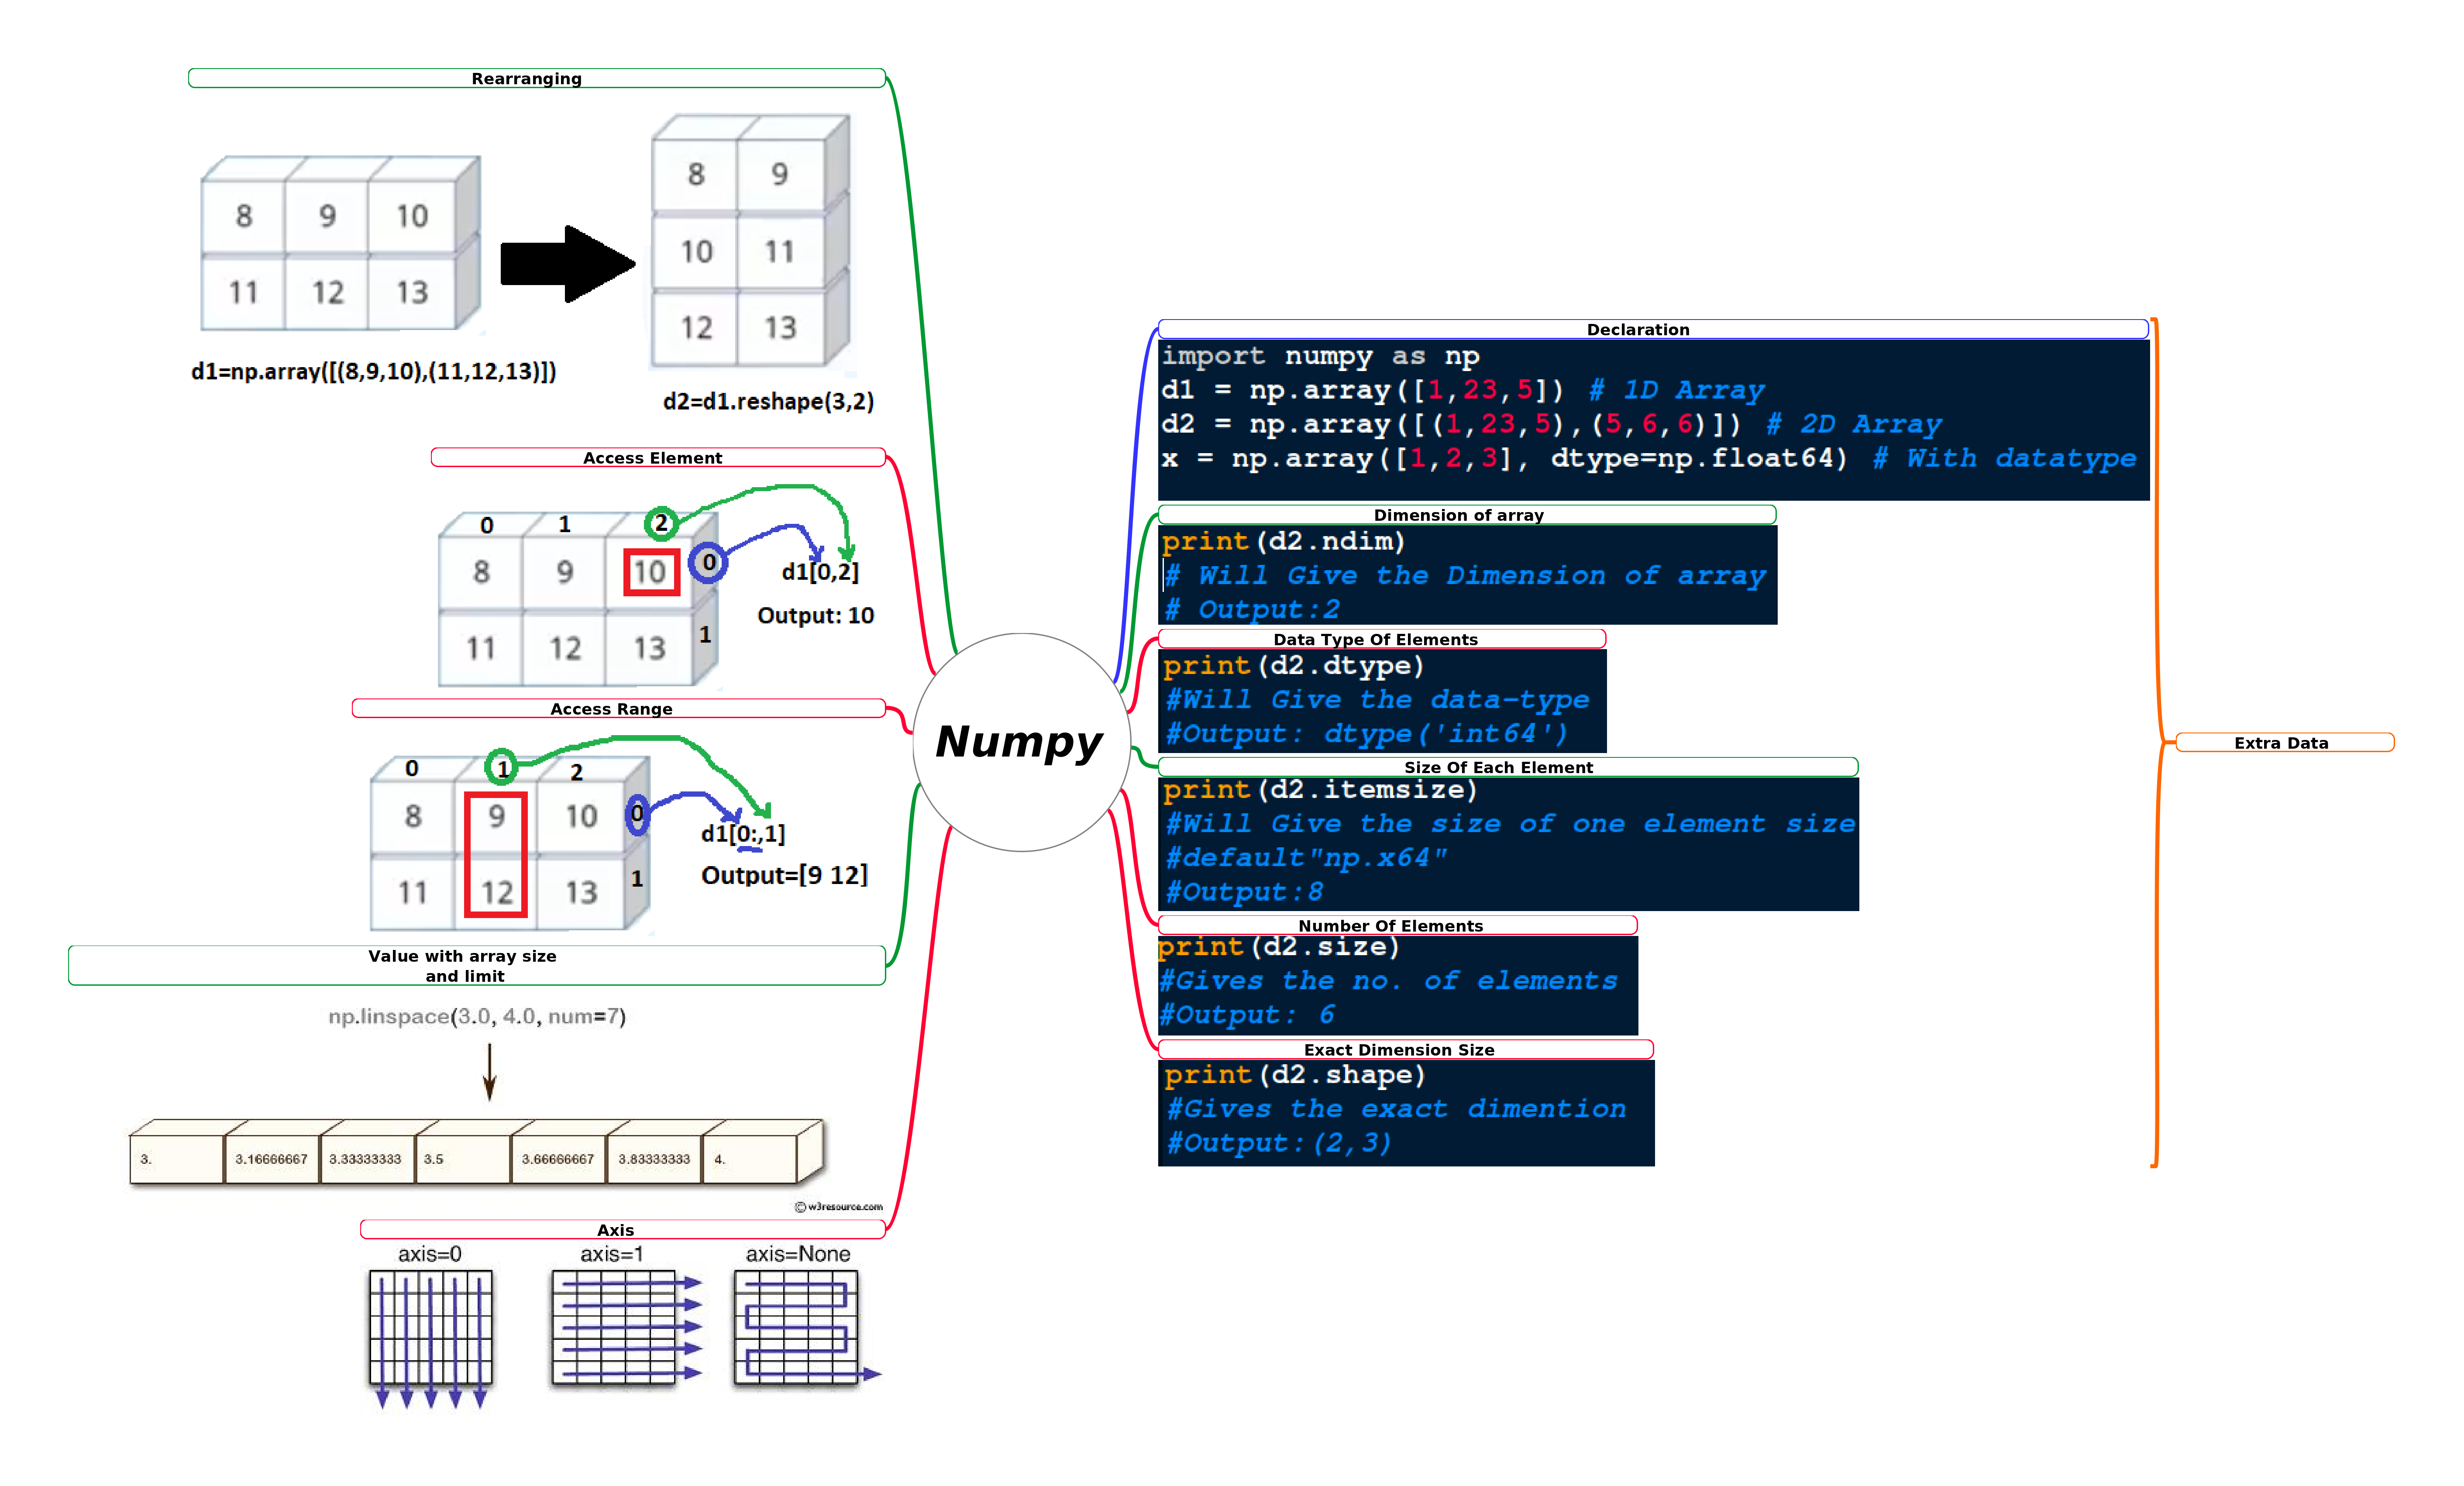 Rearranging
8 9 10
11 12 13
d1=np.array([(8,9,10),(11,12,13)])
8 9
10 11
12 13
d2=d1.reshape(3,2)
Access Element
0 1 2
8 9 10 0
11 12 13 1
d1[0,2]
Output: 10
Access Range
0 1 2
8 9 10 0
11 12 13 1
d1[0:,1]
Output=[9 12]
Value with array size
and limit
np.linspace(3.0, 4.0, num=7)
3. 3.16666667 3.33333333 3.5 3.66666667 3.83333333 4.
© w3resource.com
Axis
axis=0 axis=1 axis=None
Numpy
Declaration
import numpy as np
d1 = np.array([1,23,5]) # 1D Array
d2 = np.array([(1,23,5),(5,6,6)]) # 2D Array
x = np.array([1,2,3], dtype=np.float64) # With datatype
Dimension of array
print(d2.ndim)
# Will Give the Dimension of array
# Output:2
Data Type Of Elements
print(d2.dtype)
#Will Give the data-type
#Output: dtype('int64')
Size Of Each Element
print(d2.itemsize)
#Will Give the size of one element size
#default"np.x64"
#Output:8
Number Of Elements
print(d2.size)
#Gives the no. of elements
#Output: 6
Exact Dimension Size
print(d2.shape)
#Gives the exact dimention
#Output:(2,3)
Extra Data